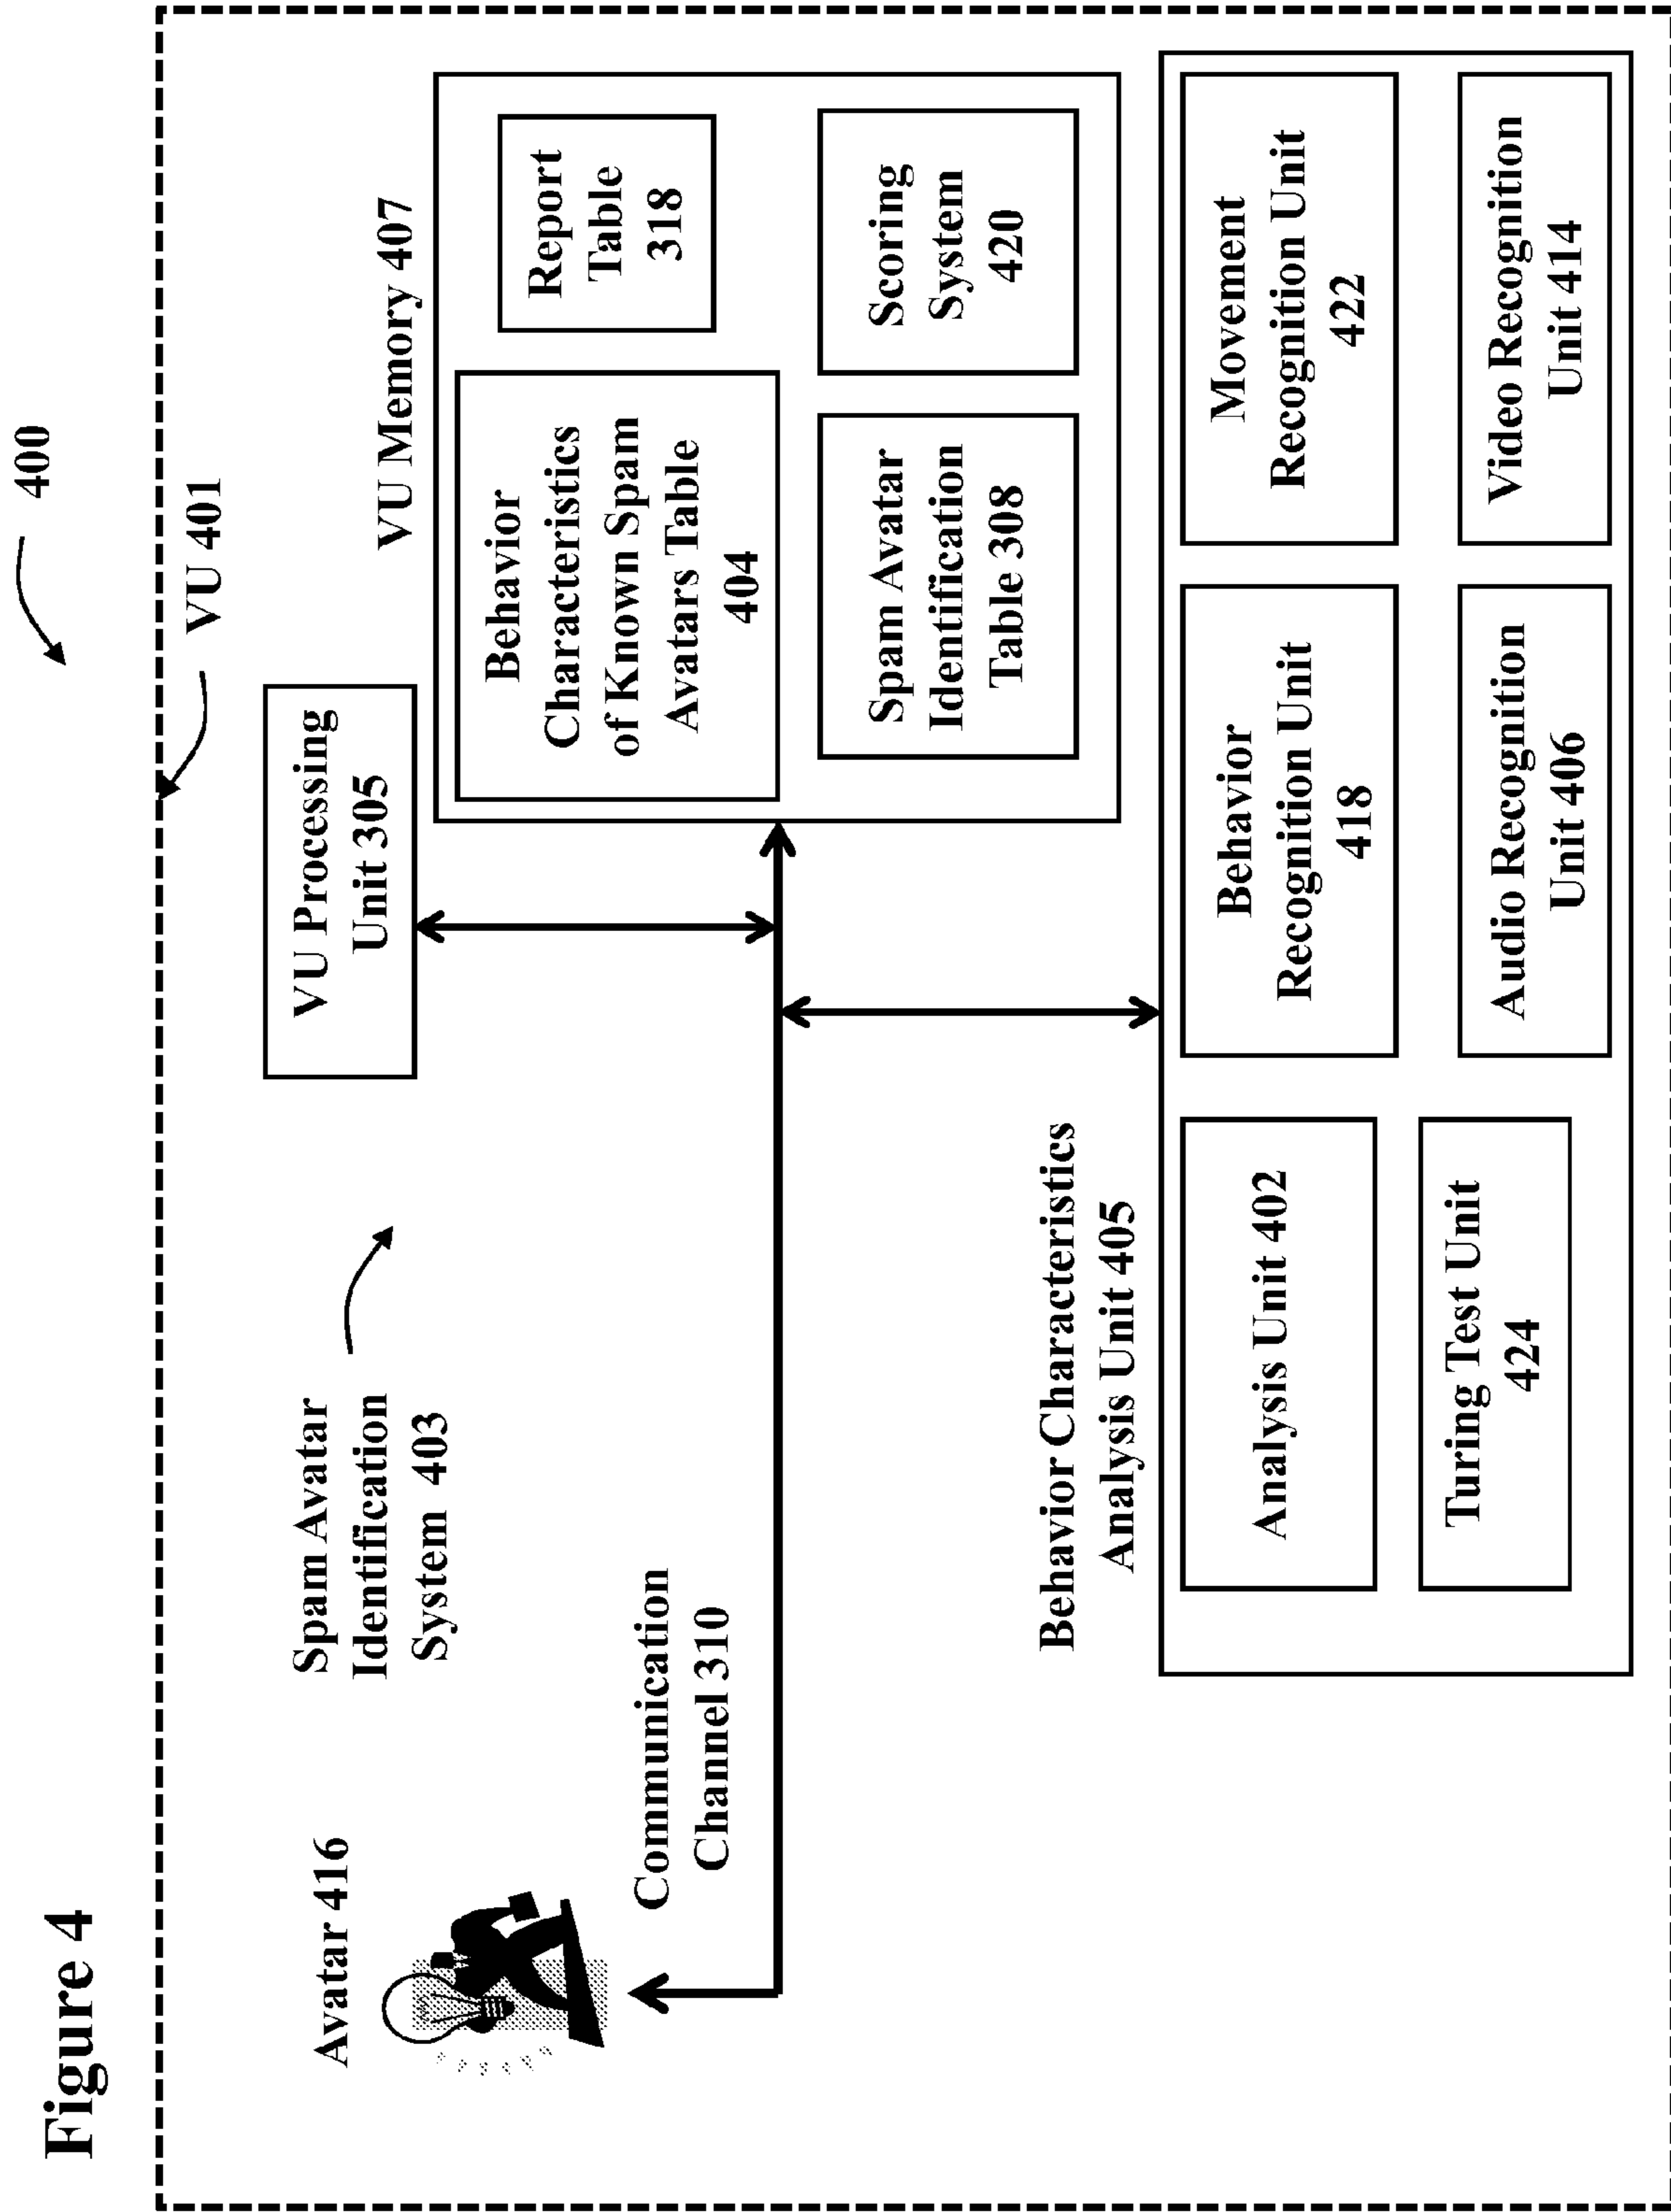 Figure 4
400
VU 401
Avatar 416
Spam Avatar
Identification
System 403
VU Processing
Unit 305
VU Memory 407
Behavior
Characteristics
of Known Spam
Avatars Table
404
Report
Table
318
Spam Avatar
Identification
Table 308
Scoring
System
420
Communication
Channel 310
Behavior Characteristics
Analysis Unit 405
Analysis Unit 402
Behavior
Recognition Unit
418
Movement
Recognition Unit
422
Turing Test Unit
424
Audio Recognition
Unit 406
Video Recognition
Unit 414